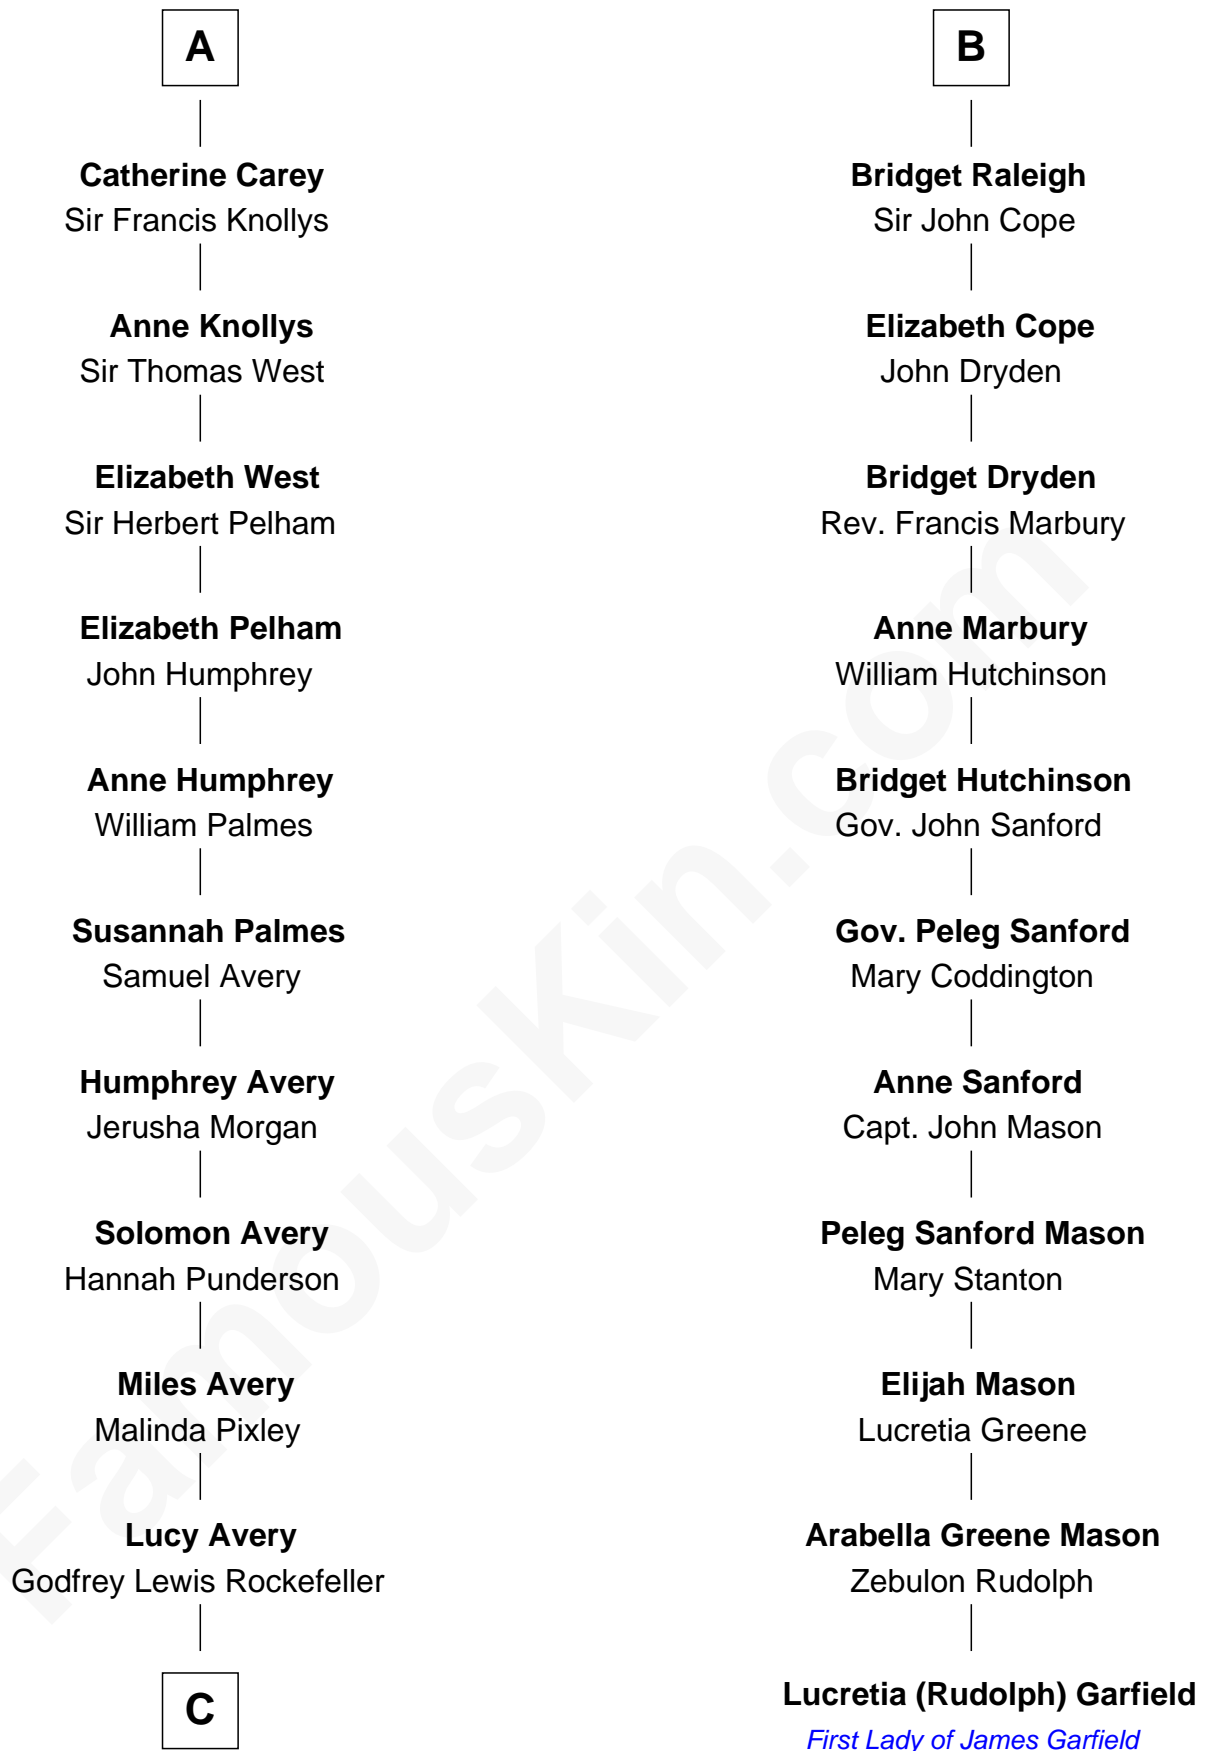 A
Catherine Carey
Sir Francis Knollys
Anne Knollys
Sir Thomas West
Elizabeth West
Sir Herbert Pelham
Elizabeth Pelham
John Humphrey
Anne Humphrey
William Palmes
Susannah Palmes
Samuel Avery
Humphrey Avery
Jerusha Morgan
Solomon Avery
Hannah Punderson
Miles Avery
Malinda Pixley
Lucy Avery
Godfrey Lewis Rockefeller
C
B
Bridget Raleigh
Sir John Cope
Elizabeth Cope
John Dryden
Bridget Dryden
Rev. Francis Marbury
Anne Marbury
William Hutchinson
Bridget Hutchinson
Gov. John Sanford
Gov. Peleg Sanford
Mary Coddington
Anne Sanford
Capt. John Mason
Peleg Sanford Mason
Mary Stanton
Elijah Mason
Lucretia Greene
Arabella Greene Mason
Zebulon Rudolph
Lucretia (Rudolph) Garfield
First Lady of James Garfield
FamousKin.com